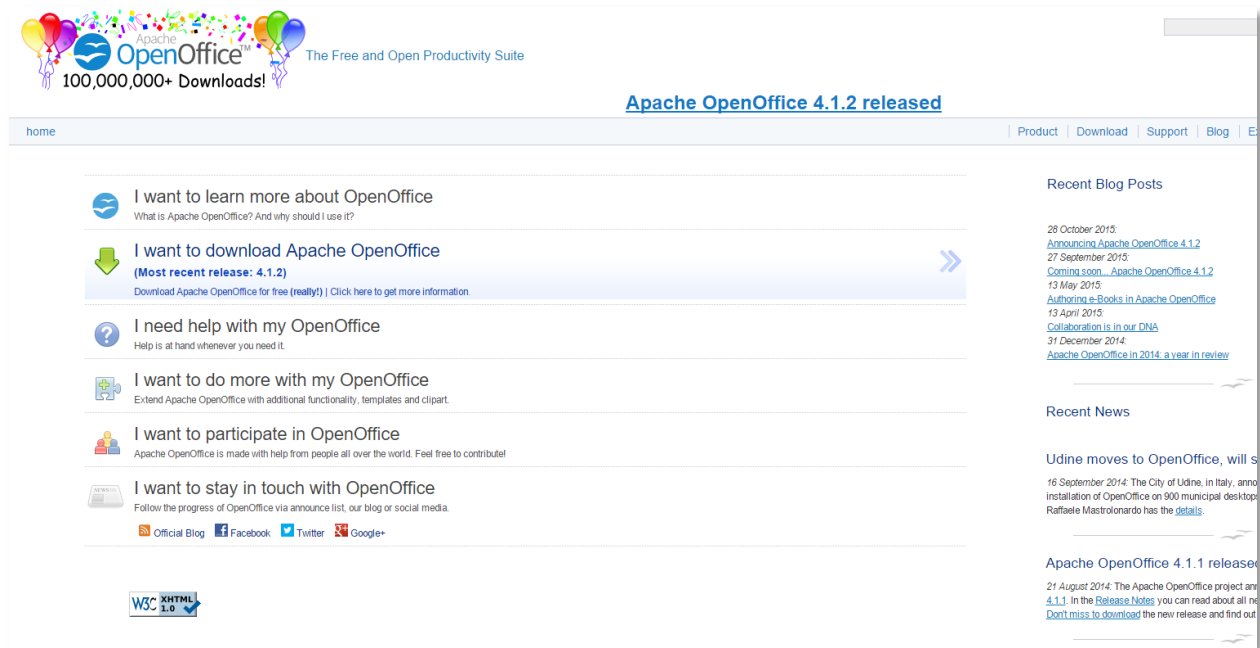 Apache
OpenOffice™
100,000,000+ Downloads!
The Free and Open Productivity Suite
Apache OpenOffice 4.1.2 released
home
Product
Download
Support
Blog
I want to learn more about OpenOffice
What is Apache OpenOffice? And why should I use it?
I want to download Apache OpenOffice
(Most recent release: 4.1.2)
Download Apache OpenOffice for free (really!) | Click here to get more information.
I need help with my OpenOffice
Help is at hand whenever you need it.
I want to do more with my OpenOffice
Extend Apache OpenOffice with additional functionality, templates and clipart.
I want to participate in OpenOffice
Apache OpenOffice is made with help from people all over the world. Feel free to contribute!
NEWS
I want to stay in touch with OpenOffice
Follow the progress of OpenOffice via announce list, our blog or social media.
Official Blog Facebook Twitter Google+
W3C XHTML 1.0
Recent Blog Posts
28 October 2015:
Announcing Apache OpenOffice 4.1.2
27 September 2015:
Coming soon... Apache OpenOffice 4.1.2
13 May 2015:
Authoring e-Books in Apache OpenOffice
13 April 2015:
Collaboration is in our DNA
31 December 2014:
Apache OpenOffice in 2014: a year in review
Recent News
Udine moves to OpenOffice, will
16 September 2014: The City of Udine, in Italy,
installation of OpenOffice on 900 municipal
Raffaele Mastrolonardo has the details.
Apache OpenOffice 4.1.1
21 August 2014: The Apache OpenOffice project
4.1.1. In the Release Notes you can read about all
Don't miss to download the new release and find out